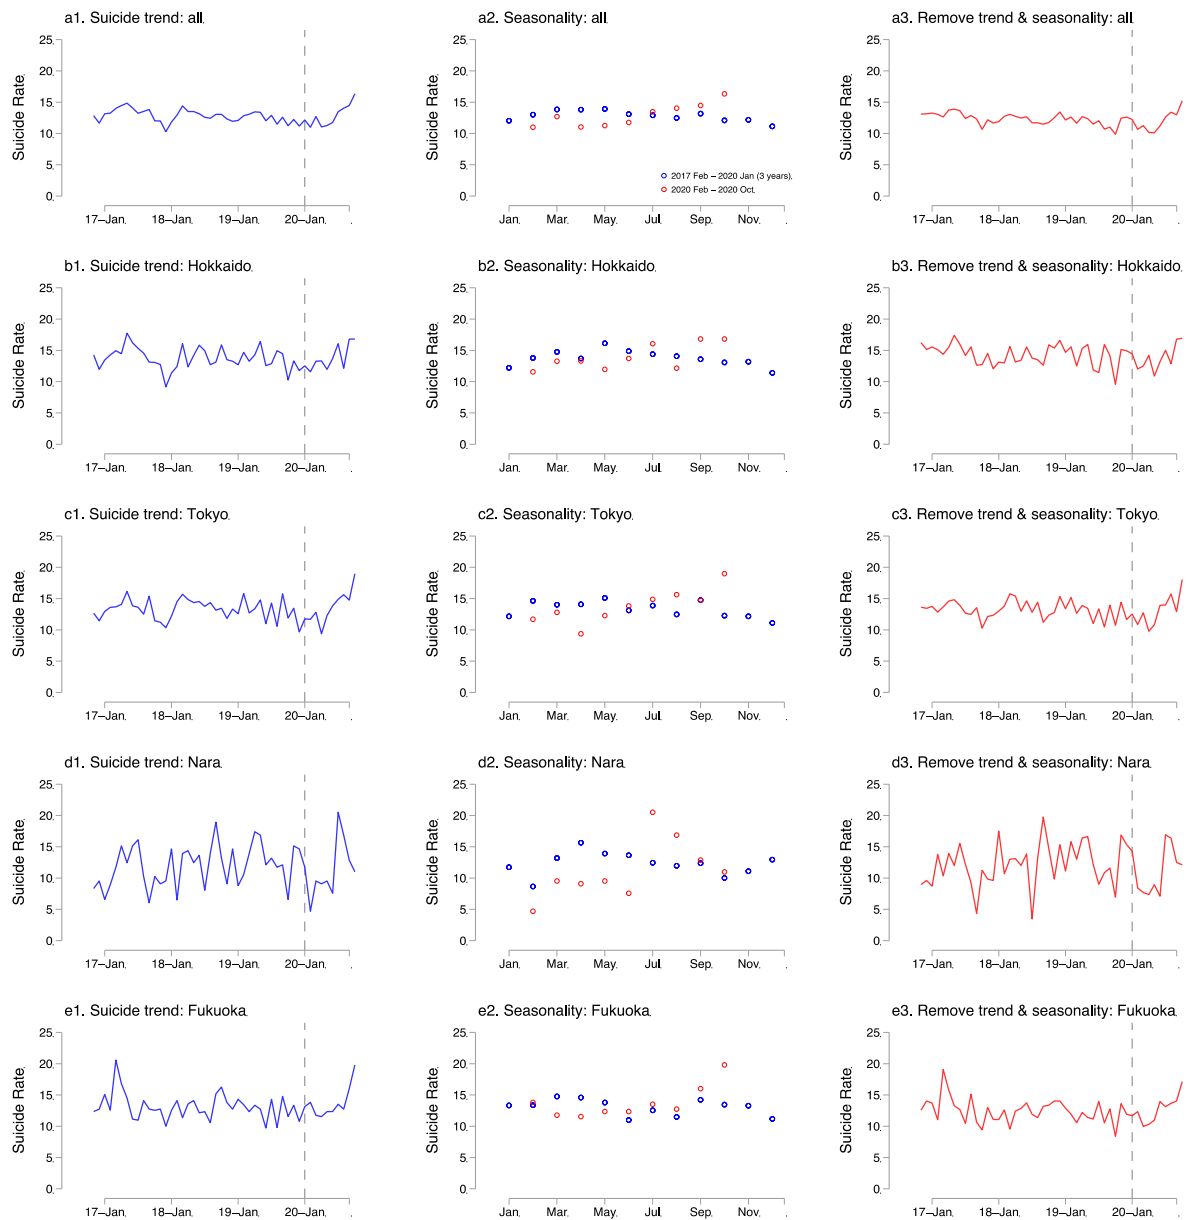 a1. Suicide trend: all.
Suicide Rate.
25.
20.
15.
10.
5.
0.
17–Jan.
18–Jan.
19–Jan.
20–Jan.
.
a2. Seasonality: all.
Suicide Rate.
25.
20.
15.
10.
5.
0.
2017 Feb – 2020 Jan (3 years).
2020 Feb – 2020 Oct.
Jan.
Mar.
May.
Jul.
Sep.
Nov.
.
a3. Remove trend & seasonality: all.
Suicide Rate.
25.
20.
15.
10.
5.
0.
17–Jan.
18–Jan.
19–Jan.
20–Jan.
.
b1. Suicide trend: Hokkaido.
Suicide Rate.
25.
20.
15.
10.
5.
0.
17–Jan.
18–Jan.
19–Jan.
20–Jan.
.
b2. Seasonality: Hokkaido.
Suicide Rate.
25.
20.
15.
10.
5.
0.
Jan.
Mar.
May.
Jul.
Sep.
Nov.
.
b3. Remove trend & seasonality: Hokkaido.
Suicide Rate.
25.
20.
15.
10.
5.
0.
17–Jan.
18–Jan.
19–Jan.
20–Jan.
.
c1. Suicide trend: Tokyo.
Suicide Rate.
25.
20.
15.
10.
5.
0.
17–Jan.
18–Jan.
19–Jan.
20–Jan.
.
c2. Seasonality: Tokyo.
Suicide Rate.
25.
20.
15.
10.
5.
0.
Jan.
Mar.
May.
Jul.
Sep.
Nov.
.
c3. Remove trend & seasonality: Tokyo.
Suicide Rate.
25.
20.
15.
10.
5.
0.
17–Jan.
18–Jan.
19–Jan.
20–Jan.
.
d1. Suicide trend: Nara.
Suicide Rate.
25.
20.
15.
10.
5.
0.
17–Jan.
18–Jan.
19–Jan.
20–Jan.
.
d2. Seasonality: Nara.
Suicide Rate.
25.
20.
15.
10.
5.
0.
Jan.
Mar.
May.
Jul.
Sep.
Nov.
.
d3. Remove trend & seasonality: Nara.
Suicide Rate.
25.
20.
15.
10.
5.
0.
17–Jan.
18–Jan.
19–Jan.
20–Jan.
.
e1. Suicide trend: Fukuoka.
Suicide Rate.
25.
20.
15.
10.
5.
0.
17–Jan.
18–Jan.
19–Jan.
20–Jan.
.
e2. Seasonality: Fukuoka.
Suicide Rate.
25.
20.
15.
10.
5.
0.
Jan.
Mar.
May.
Jul.
Sep.
Nov.
.
e3. Remove trend & seasonality: Fukuoka.
Suicide Rate.
25.
20.
15.
10.
5.
0.
17–Jan.
18–Jan.
19–Jan.
20–Jan.
.